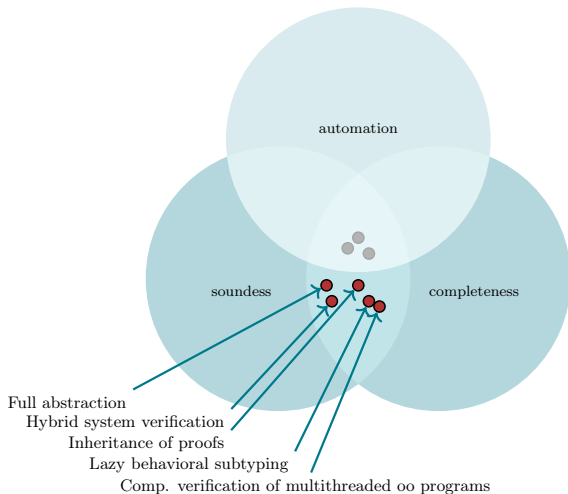 automation
soundess
completeness
Full abstraction
Hybrid system verification
Inheritance of proofs
Lazy behavioral subtyping
Comp. verification of multithreaded oo programs